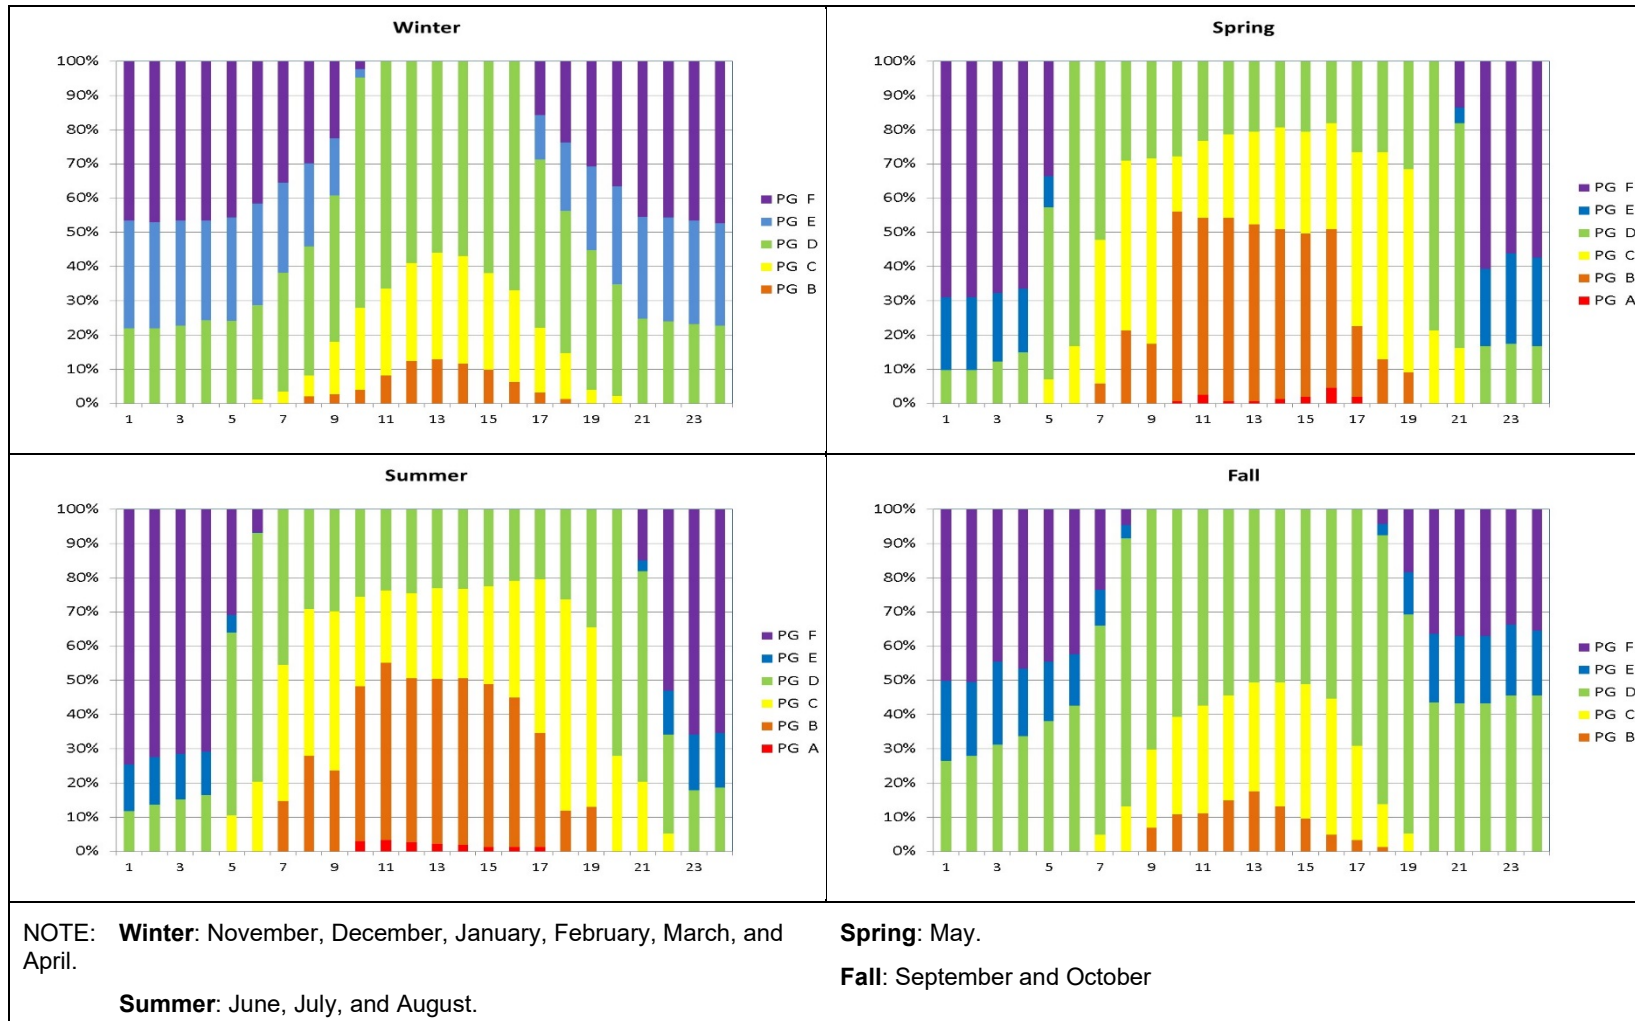 Winter
100%
90%
80%
70%
60%
50%
40%
30%
20%
10%
0%
1 3 5 7 9 11 13 15 17 19 21 23
PG F
PG E
PG D
PG C
PG B
Spring
100%
90%
80%
70%
60%
50%
40%
30%
20%
10%
0%
1 3 5 7 9 11 13 15 17 19 21 23
PG F
PG E
PG D
PG C
PG B
PG A
Summer
100%
90%
80%
70%
60%
50%
40%
30%
20%
10%
0%
1 3 5 7 9 11 13 15 17 19 21 23
PG F
PG E
PG D
PG C
PG B
PG A
Fall
100%
90%
80%
70%
60%
50%
40%
30%
20%
10%
0%
1 3 5 7 9 11 13 15 17 19 21 23
PG F
PG E
PG D
PG C
PG B
NOTE: Winter: November, December, January, February, March, and
April.
Summer: June, July, and August.
Spring: May.
Fall: September and October